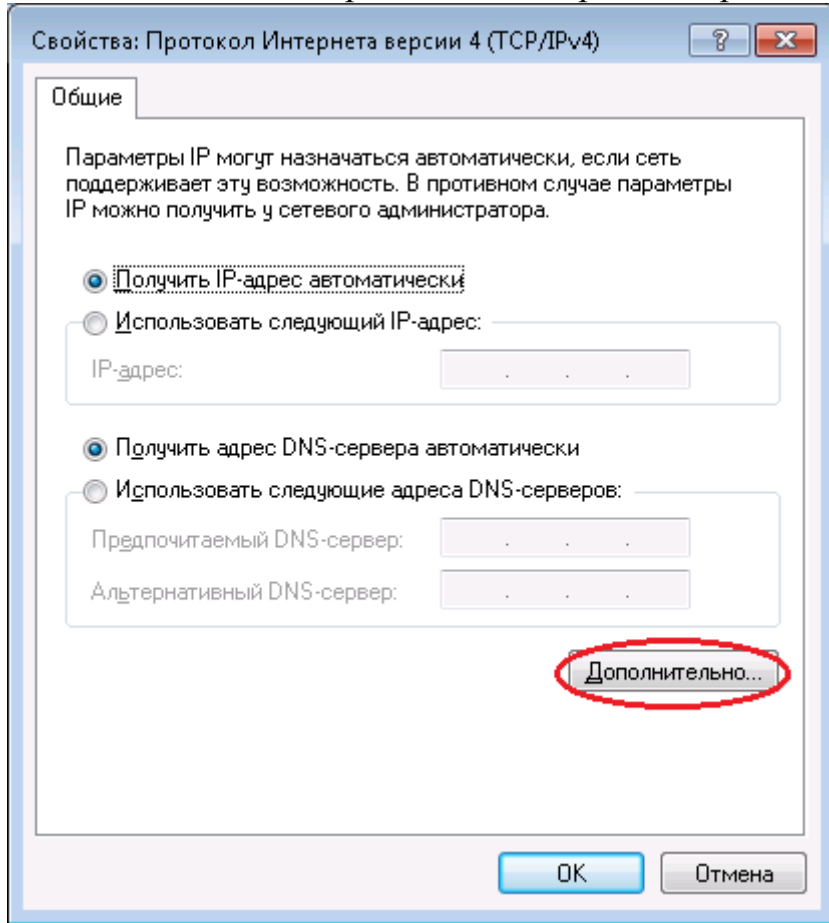 Свойства: Протокол Интернета версии 4 (TCP/IPv4)
Общие
Параметры IP могут назначаться автоматически, если сеть
поддерживает эту возможность. В противном случае параметры
IP можно получить у сетевого администратора.
Получить IP-адрес автоматически
Использовать следующий IP-адрес:
IP-адрес:
Получить адрес DNS-сервера автоматически
Использовать следующие адреса DNS-серверов:
Предпочитаемый DNS-сервер:
Альтернативный DNS-сервер:
Дополнительно...
OK Отмена